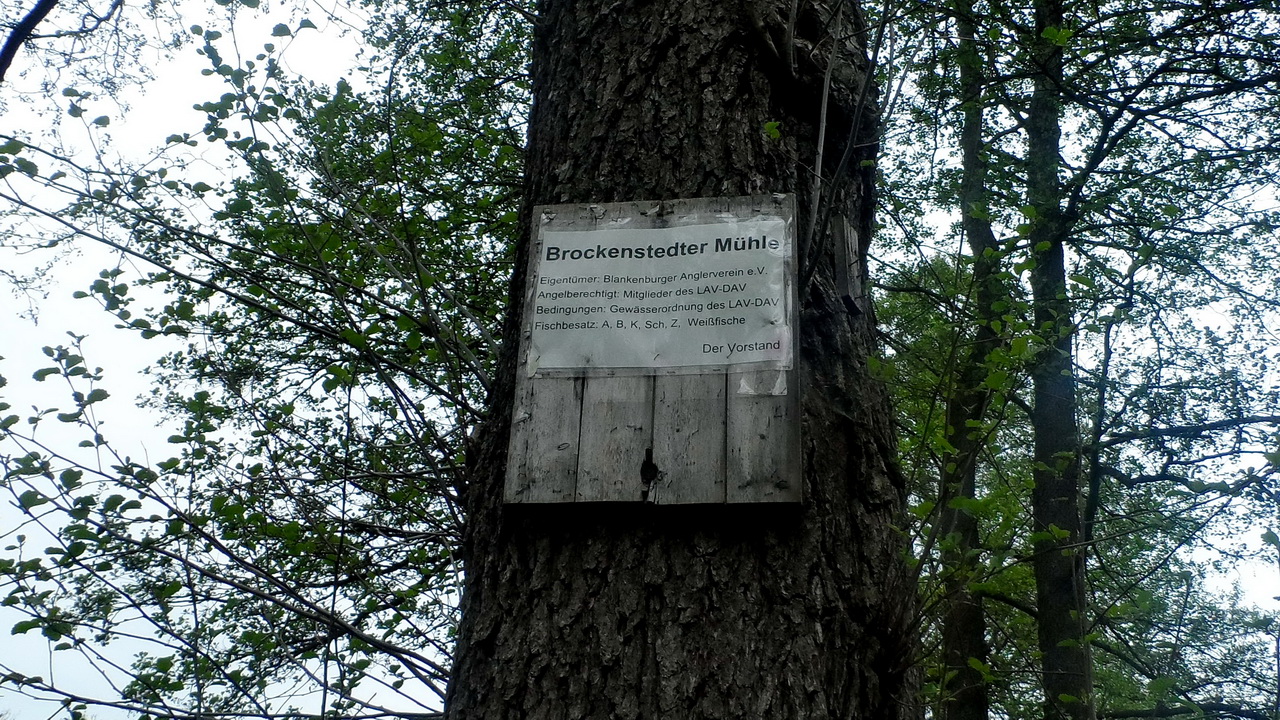 Brockenstedter Mühle
Eigentümer: Blankenburger Anglerverein e.V.
Angelberechtigt: Mitglieder des LAV-DAV
Bedingungen: Gewässerordnung des LAV-DAV
Fischbesatz: A, B, K, Sch. Z, Weißfische
Der Vorstand